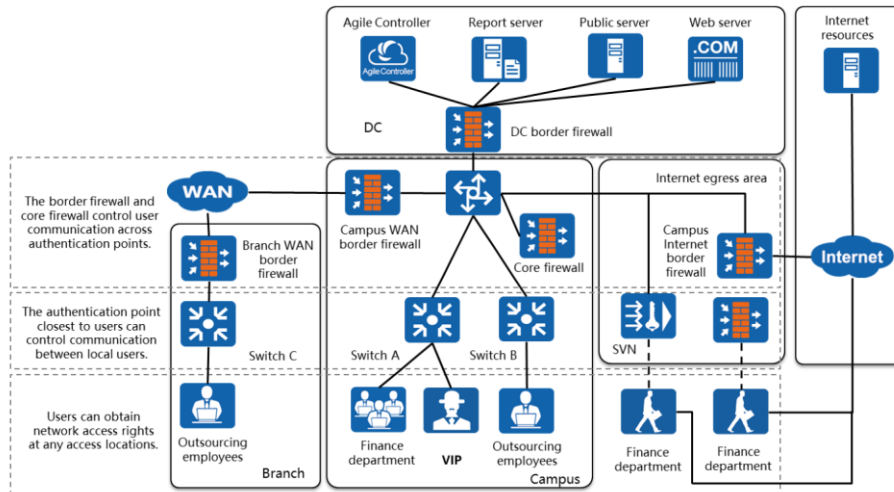 Agile Controller
Report server
Public server
Web server
Internet
resources
Agile Controller
.COM
DC
DC border firewall
Internet egress area
The border firewall and
core firewall control user
communication across
authentication points.
WAN
Campus WAN
border firewall
Core firewall
Campus
Internet
border
firewall
Internet
Branch WAN
border
firewall
The authentication point
closest to users can
control communication
between local users.
Switch C
Switch A
Switch B
SVN
Users can obtain
network access rights
at any access locations.
Outsourcing
employees
Finance
department
VIP
Outsourcing
employees
Finance
department
Finance
department
Branch
Campus